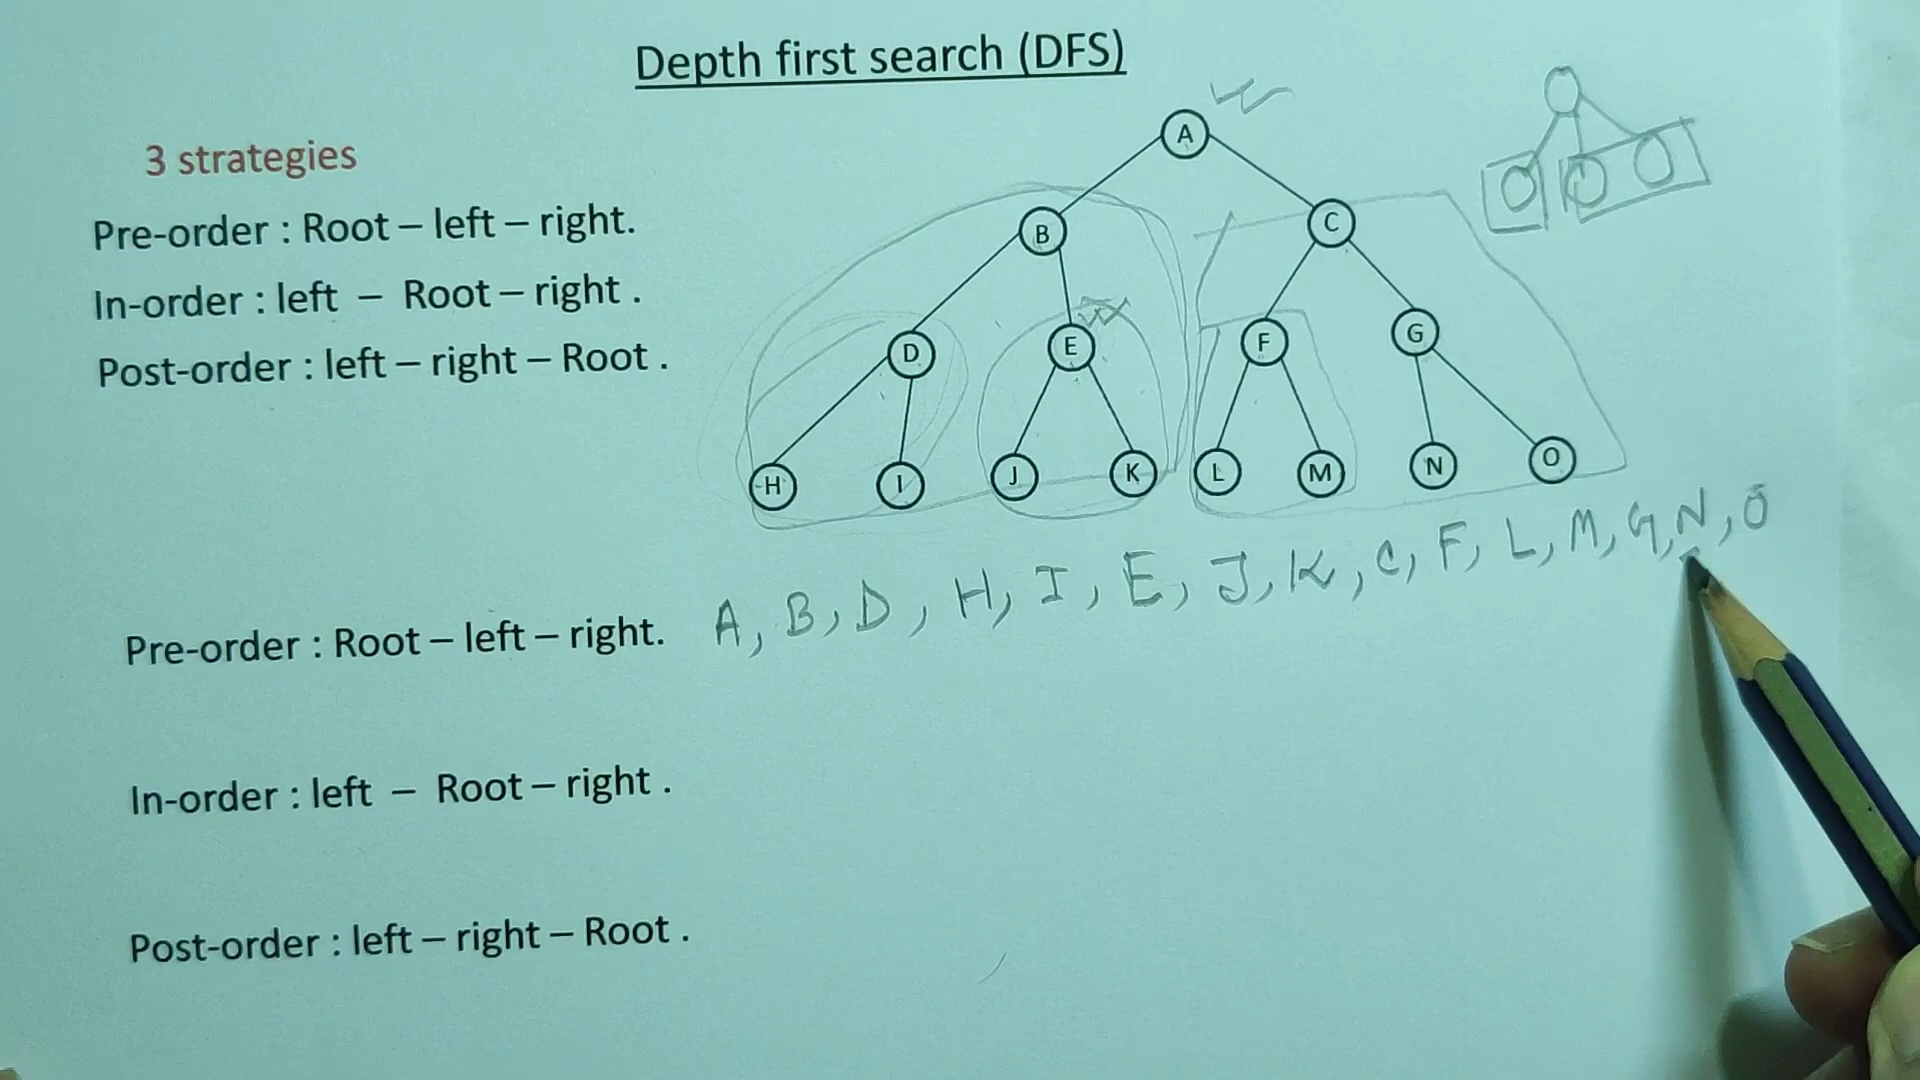 Depth first search (DFS)
3 strategies
Pre-order : Root – left – right.
In-order : left – Root – right .
Post-order : left – right – Root .
A
B
C
D
E
F
G
H
I
J
K
L
M
N
O
Pre-order : Root – left – right. A, B, D, H, I, E, J, K, C, F, L, M, G, N, O
In-order : left – Root – right .
Post-order : left – right – Root .